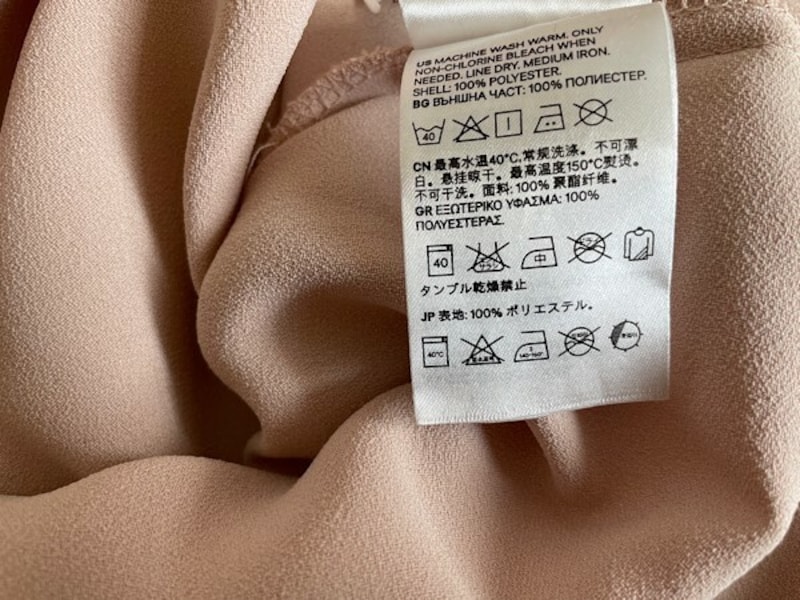 US MACHINE WASH WARM. ONLY
NON-CHLORINE BLEACH WHEN
NEEDED. LINE DRY. MEDIUM IRON.
SHELL: 100% POLYESTER.
BG ВЪНШНА ЧАСТ: 100% ПОЛИЕСТЕР.
40
CN 最高水温40°C,常规洗涤。不可漂
白。悬挂晾干。最高温度150°C熨烫。
不可干洗。面料: 100% 聚酯纤维。
GR ΕΞΩΤΕΡΙΚΟ ΥΦΑΣΜΑ: 100%
ΠΟΛΥΕΣΤΕΡΑΣ.
40 中
タンブル乾燥禁止
JP 表地: 100% ポリエステル。
40°C 140-160°C